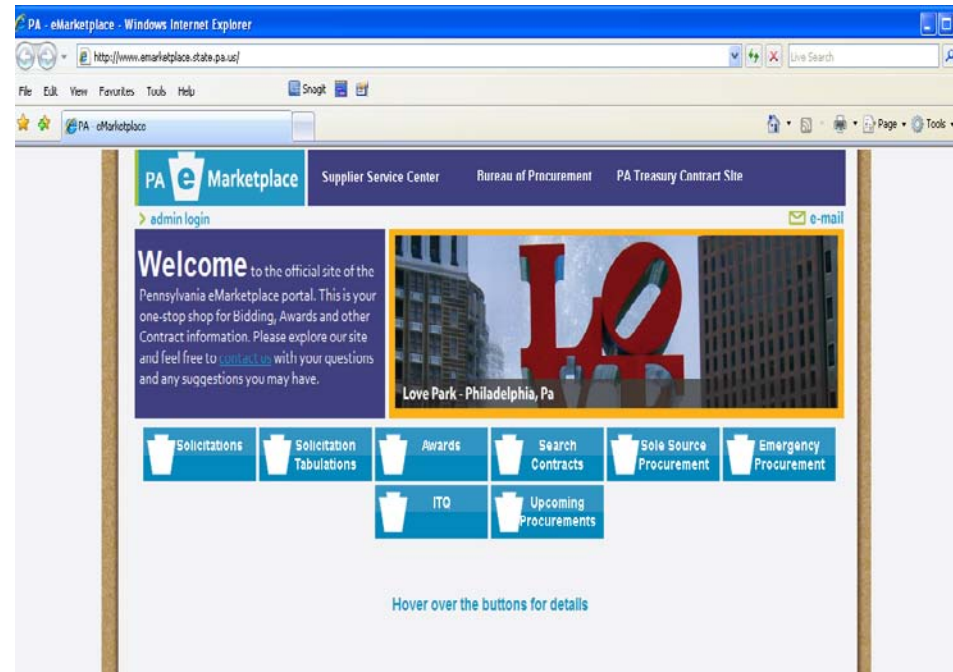 PA - eMarketplace - Windows Internet Explorer
http://www.emarketplace.state.pa.us/
Live Search
File Edit View Favorites Tools Help
Snagit
PA - eMarketplace
Page Tools
PA e Marketplace
Supplier Service Center Bureau of Procurement PA Treasury Contract Site
admin login
e-mail
Welcome to the official site of the
Pennsylvania eMarketplace portal. This is your
one-stop shop for Bidding, Awards and other
Contract information. Please explore our site
and feel free to contact us with your questions
and any suggestions you may have.
LOVE
Love Park - Philadelphia, Pa
Solicitations
Solicitation
Tabulations
Awards
Search
Contracts
Sole Source
Procurement
Emergency
Procurement
ITQ
Upcoming
Procurements
Hover over the buttons for details